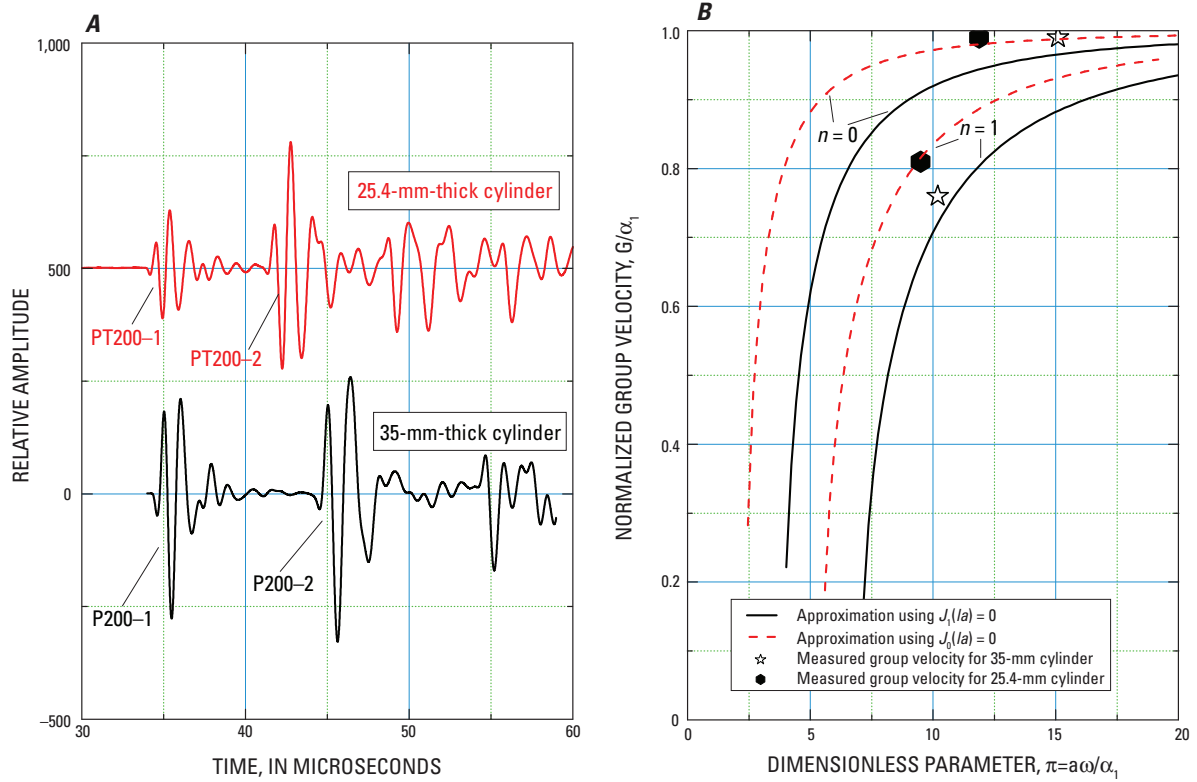 A
1,000
500
0
–500
30
40
50
60
RELATIVE AMPLITUDE
TIME, IN MICROSECONDS
25.4-mm-thick cylinder
PT200–1
PT200–2
35-mm-thick cylinder
P200–1
P200–2
B
1.0
0.8
0.6
0.4
0.2
0
0
5
10
15
20
NORMALIZED GROUP VELOCITY, G/α₁
DIMENSIONLESS PARAMETER, π=aω/α₁
n = 0
n = 1
Approximation using J₁(la) = 0
Approximation using J₀(la) = 0
Measured group velocity for 35-mm cylinder
Measured group velocity for 25.4-mm cylinder